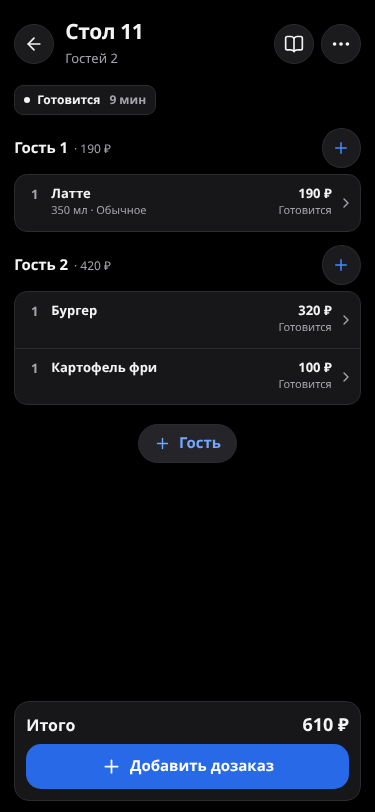 Стол 11
Гостей 2
Готовится 9 мин
Гость 1 · 190 ₽
1 Латте 190 ₽
350 мл · Обычное Готовится
Гость 2 · 420 ₽
1 Бургер 320 ₽
Готовится
1 Картофель фри 100 ₽
Готовится
+ Гость
Итого 610 ₽
+ Добавить дозаказ